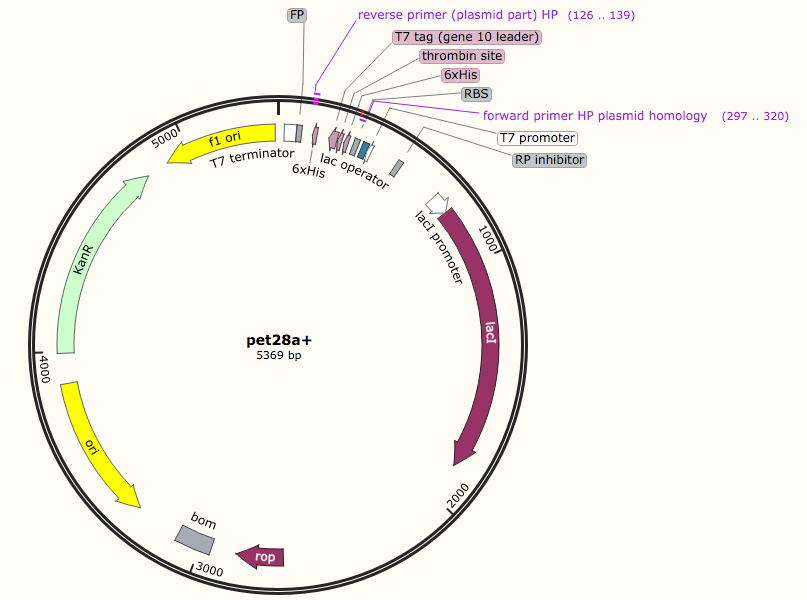 FP
reverse primer (plasmid part) HP (126 .. 139)
T7 tag (gene 10 leader)
thrombin site
6xHis
RBS
forward primer HP plasmid homology (297 .. 320)
T7 promoter
RP inhibitor
5000
f1 ori
T7 terminator
6xHis
lac operator
lacI promoter
1000
KanR
lacI
pet28a+
5369 bp
4000
ori
2000
bom
rop
3000